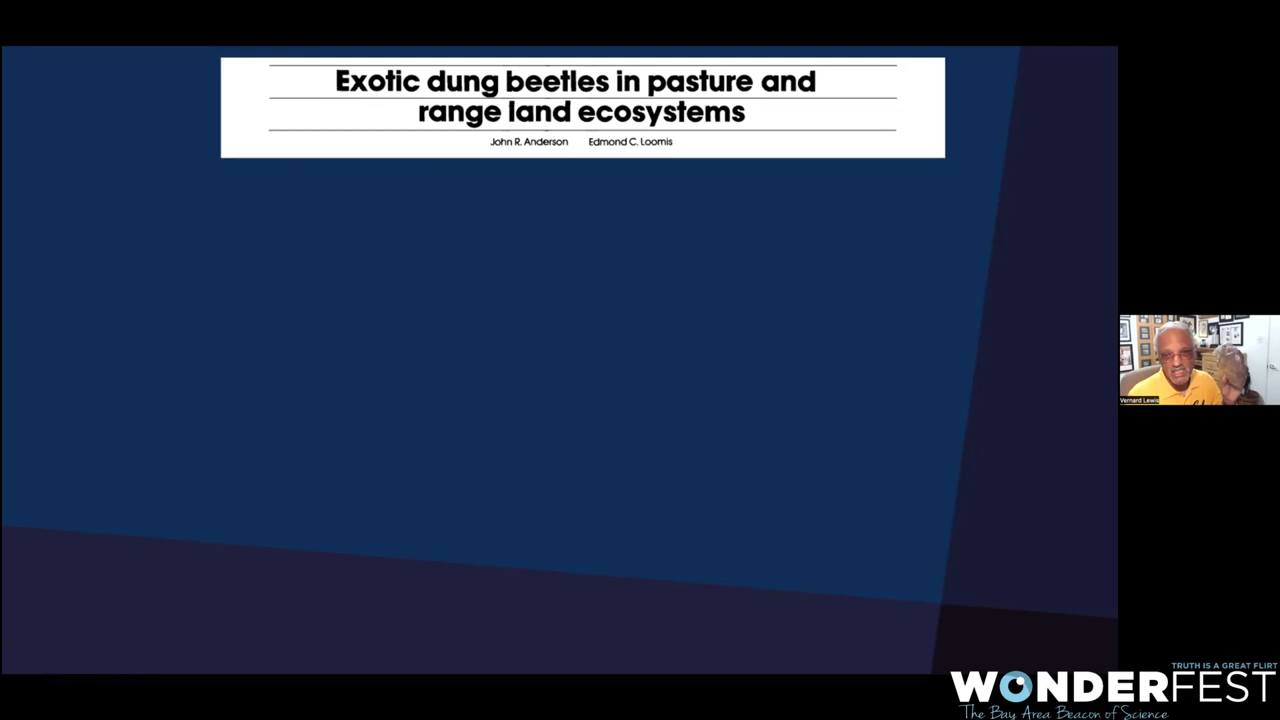 Exotic dung beetles in pasture and
range land ecosystems
John R. Anderson Edmond C. Loomis
Vernard Lewis
TRUTH IS A GREAT FLIRT
WONDERFEST
The Bay Area Beacon of Science